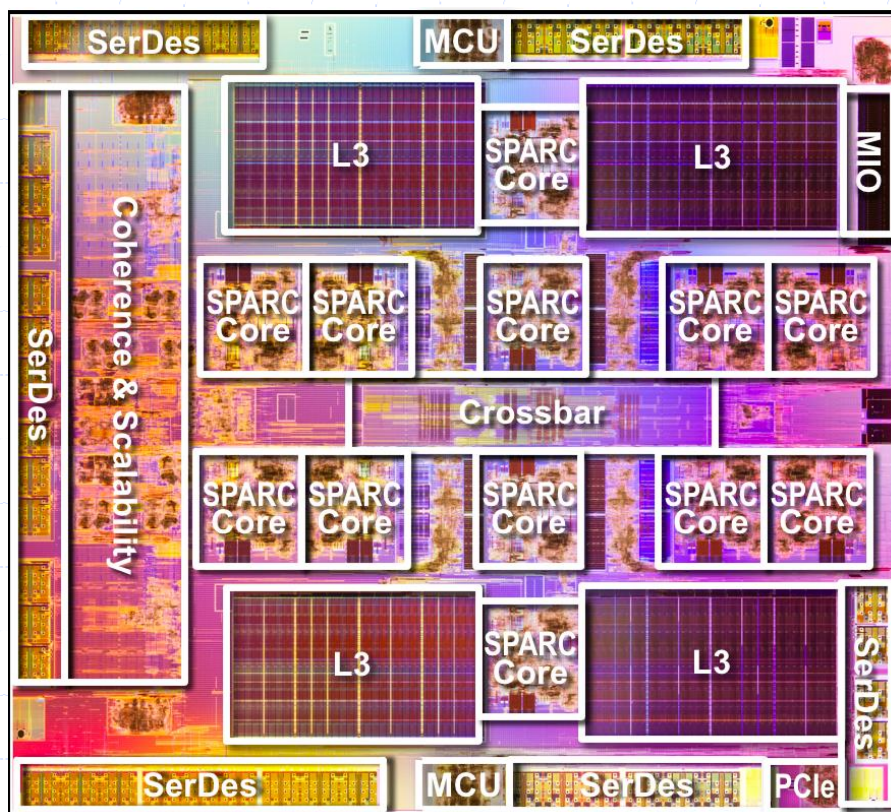 SerDes
MCU
SerDes
L3
SPARC
Core
L3
MIO
SerDes
Coherence & Scalability
SPARC
Core
SPARC
Core
SPARC
Core
SPARC
Core
SPARC
Core
Crossbar
SPARC
Core
SPARC
Core
SPARC
Core
SPARC
Core
SPARC
Core
L3
SPARC
Core
L3
SerDes
SerDes
MCU
SerDes
PCIe